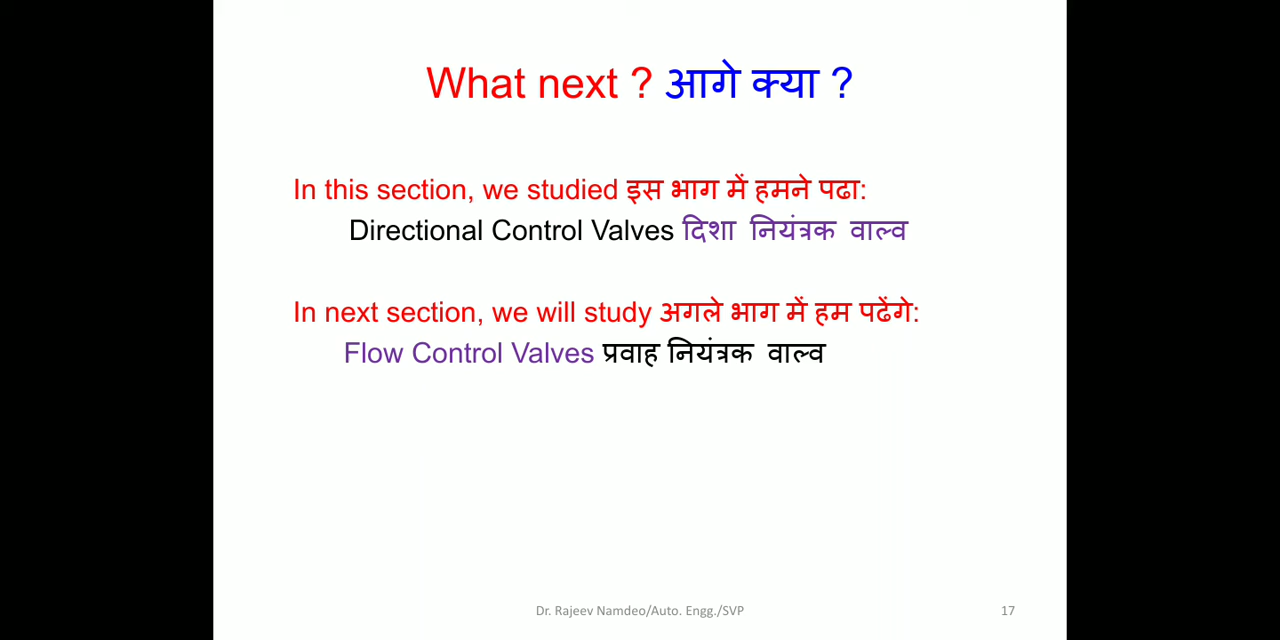 What next ? आगे क्या ?
In this section, we studied इस भाग में हमने पढा:
Directional Control Valves दिशा नियंत्रक वाल्व
In next section, we will study अगले भाग में हम पढेंगे:
Flow Control Valves प्रवाह नियंत्रक वाल्व
Dr. Rajeev Namdeo/Auto. Engg./SVP 17